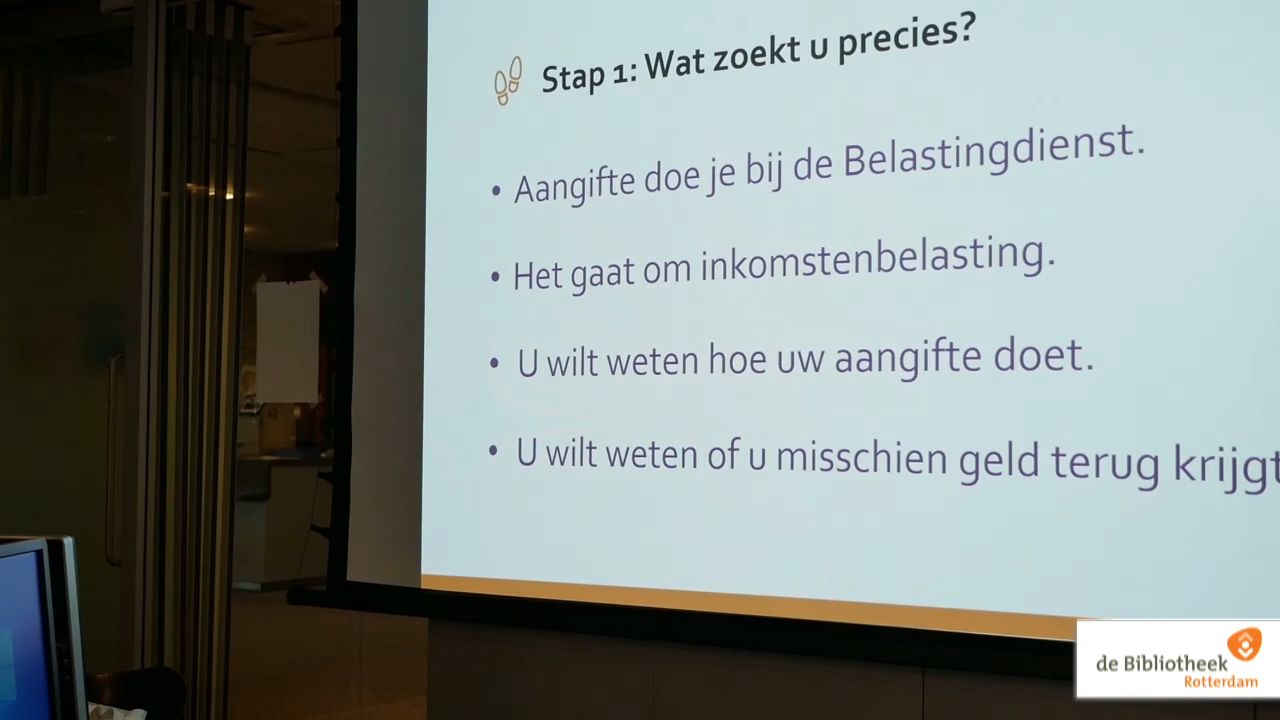 Stap 1: Wat zoekt u precies?
• Aangifte doe je bij de Belastingdienst.
• Het gaat om inkomstenbelasting.
• U wilt weten hoe uw aangifte doet.
• U wilt weten of u misschien geld terug krijgt
de Bibliotheek
Rotterdam